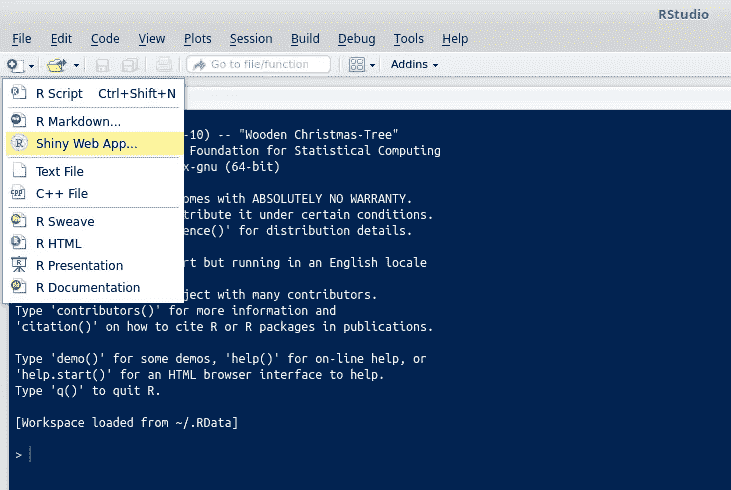 RStudio
File Edit Code View Plots Session Build Debug Tools Help
Go to file/function Addins
R Script Ctrl+Shift+N
R Markdown...
Shiny Web App...
Text File
C++ File
R Sweave
R HTML
R Presentation
R Documentation
-10) -- "Wooden Christmas-Tree"
Foundation for Statistical Computing
x-gnu (64-bit)
omes with ABSOLUTELY NO WARRANTY.
tribute it under certain conditions.
ence()' for distribution details.
rt but running in an English locale
ject with many contributors.
Type 'contributors()' for more information and
'citation()' on how to cite R or R packages in publications.
Type 'demo()' for some demos, 'help()' for on-line help, or
'help.start()' for an HTML browser interface to help.
Type 'q()' to quit R.
[Workspace loaded from ~/.RData]
>